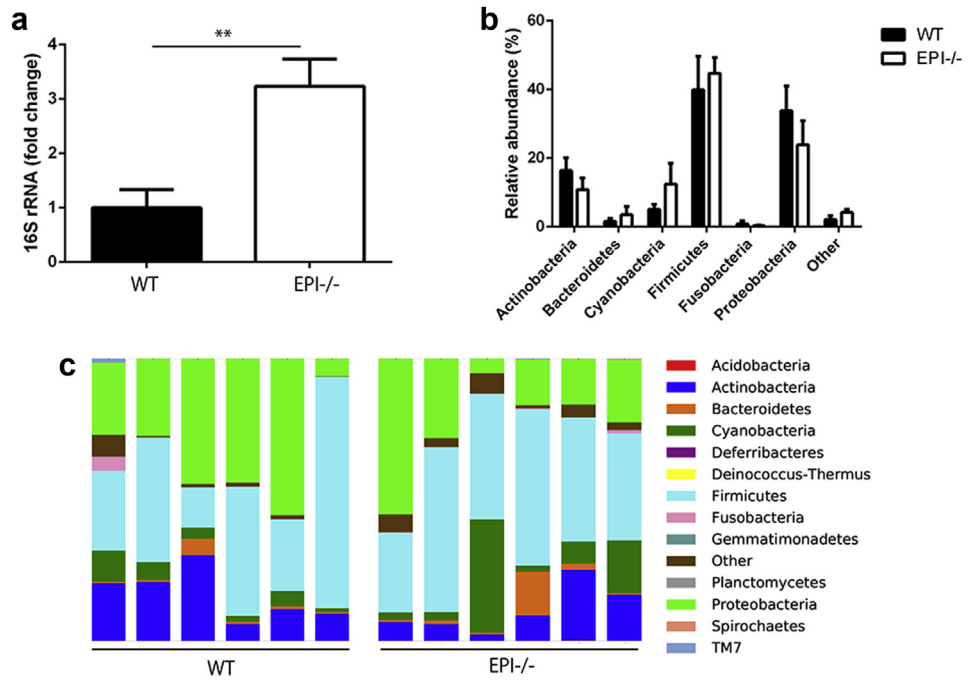 a
**
16S rRNA (fold change)
4
3
2
1
0
WT
EPI-/-
b
Relative abundance (%)
60
40
20
0
Actinobacteria
Bacteroidetes
Cyanobacteria
Firmicutes
Fusobacteria
Proteobacteria
Other
WT
EPI-/-
c
WT
EPI-/-
Acidobacteria
Actinobacteria
Bacteroidetes
Cyanobacteria
Deferribacteres
Deinococcus-Thermus
Firmicutes
Fusobacteria
Gemmatimonadetes
Other
Planctomycetes
Proteobacteria
Spirochaetes
TM7